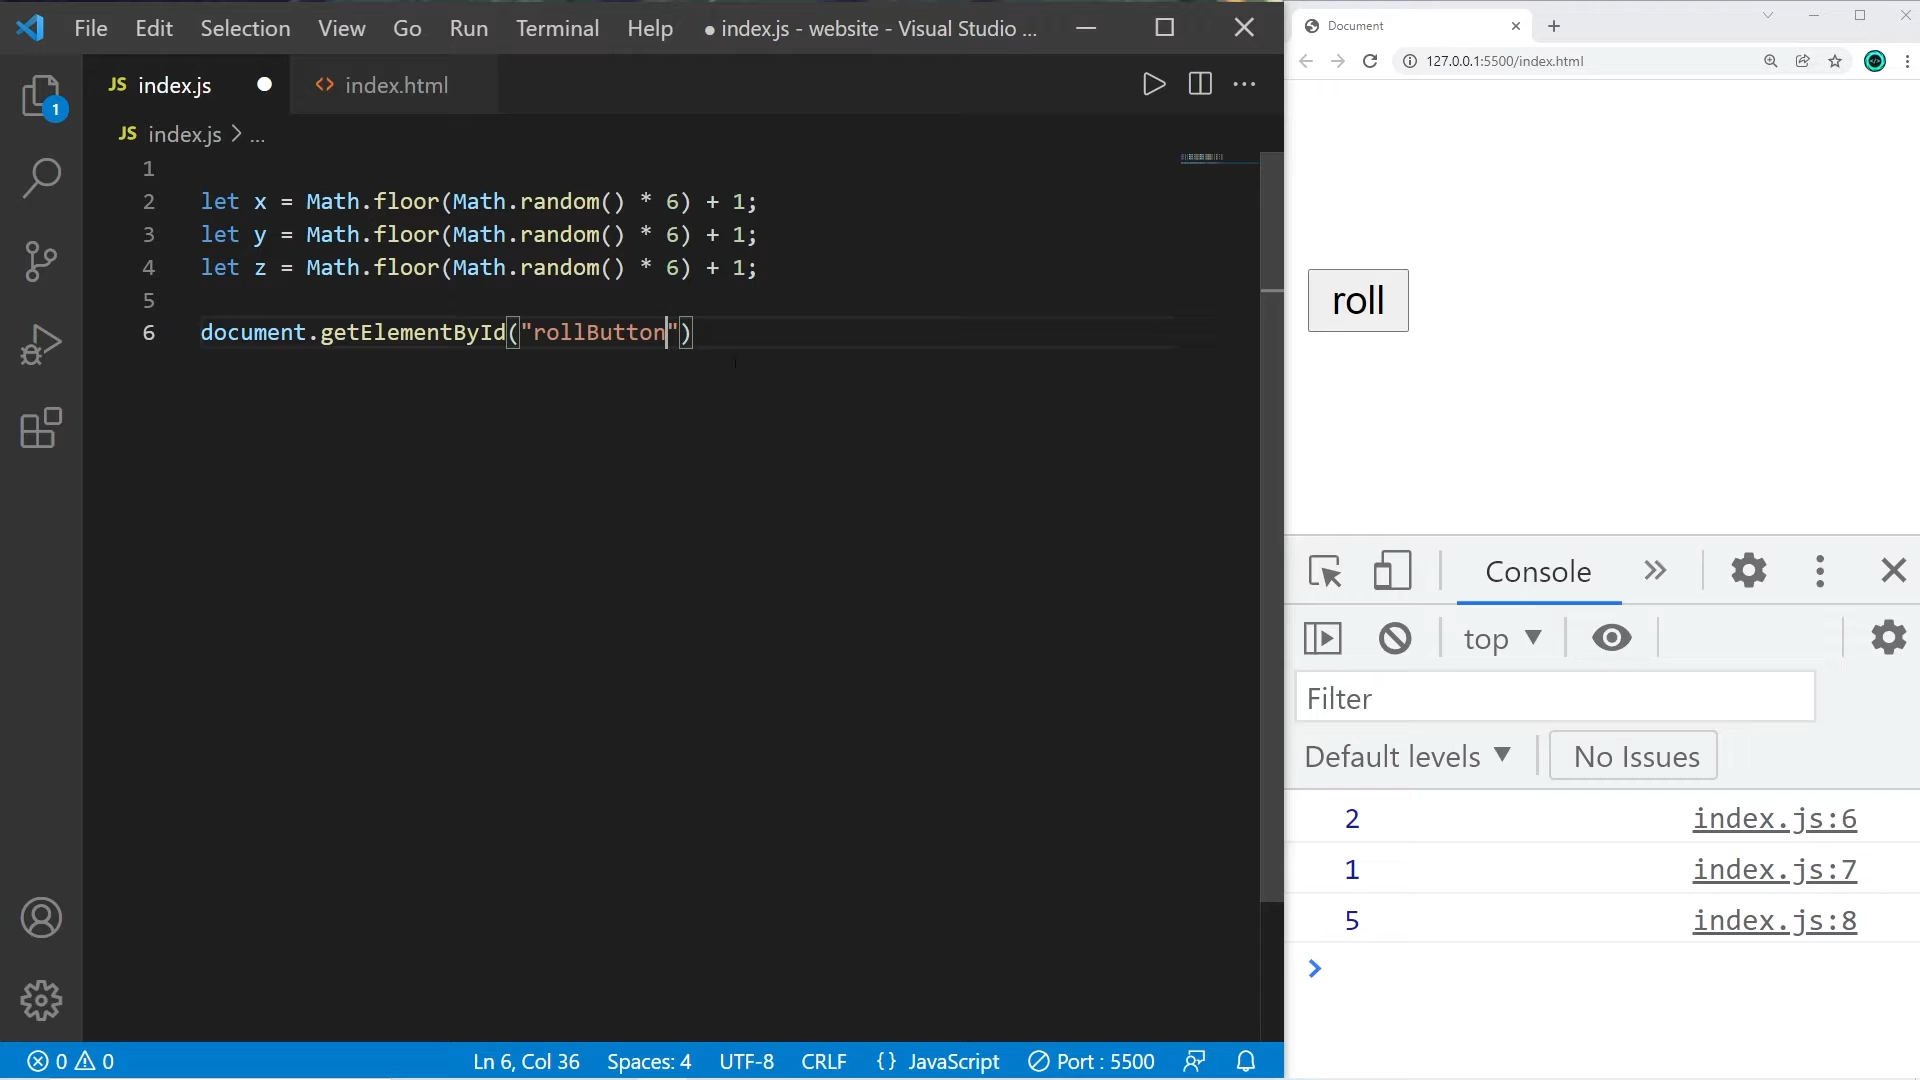 File Edit Selection View Go Run Terminal Help ● index.js - website - Visual Studio ...
JS index.js ● <> index.html
JS index.js > ...
1
2 let x = Math.floor(Math.random() * 6) + 1;
3 let y = Math.floor(Math.random() * 6) + 1;
4 let z = Math.floor(Math.random() * 6) + 1;
5
6 document.getElementById("rollButton")
1
0 0
Ln 6, Col 36 Spaces: 4 UTF-8 CRLF {} JavaScript Port : 5500
Document
127.0.0.1:5500/index.html
roll
Console
top
Filter
Default levels No Issues
2 index.js:6
1 index.js:7
5 index.js:8